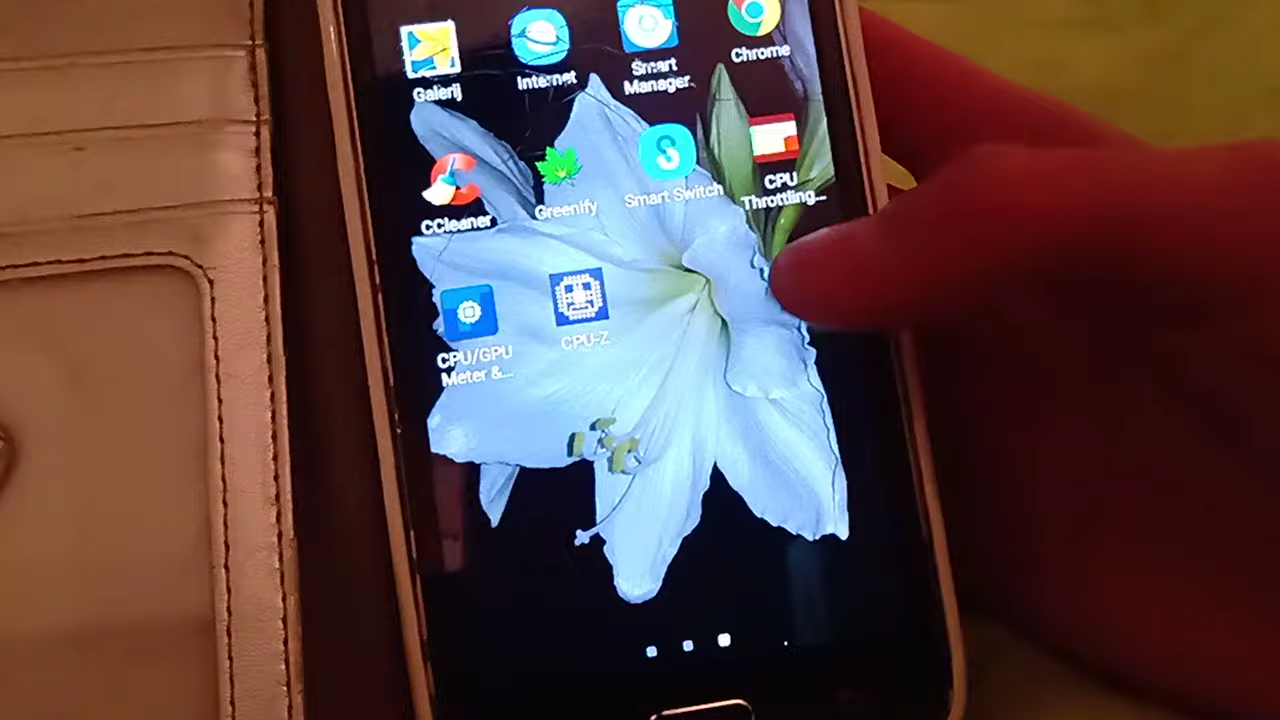 Galerij
Internet
Smart
Manager
Chrome
CCleaner
Greenify
Smart Switch
CPU
Throttling...
CPU/GPU
Meter &...
CPU-Z